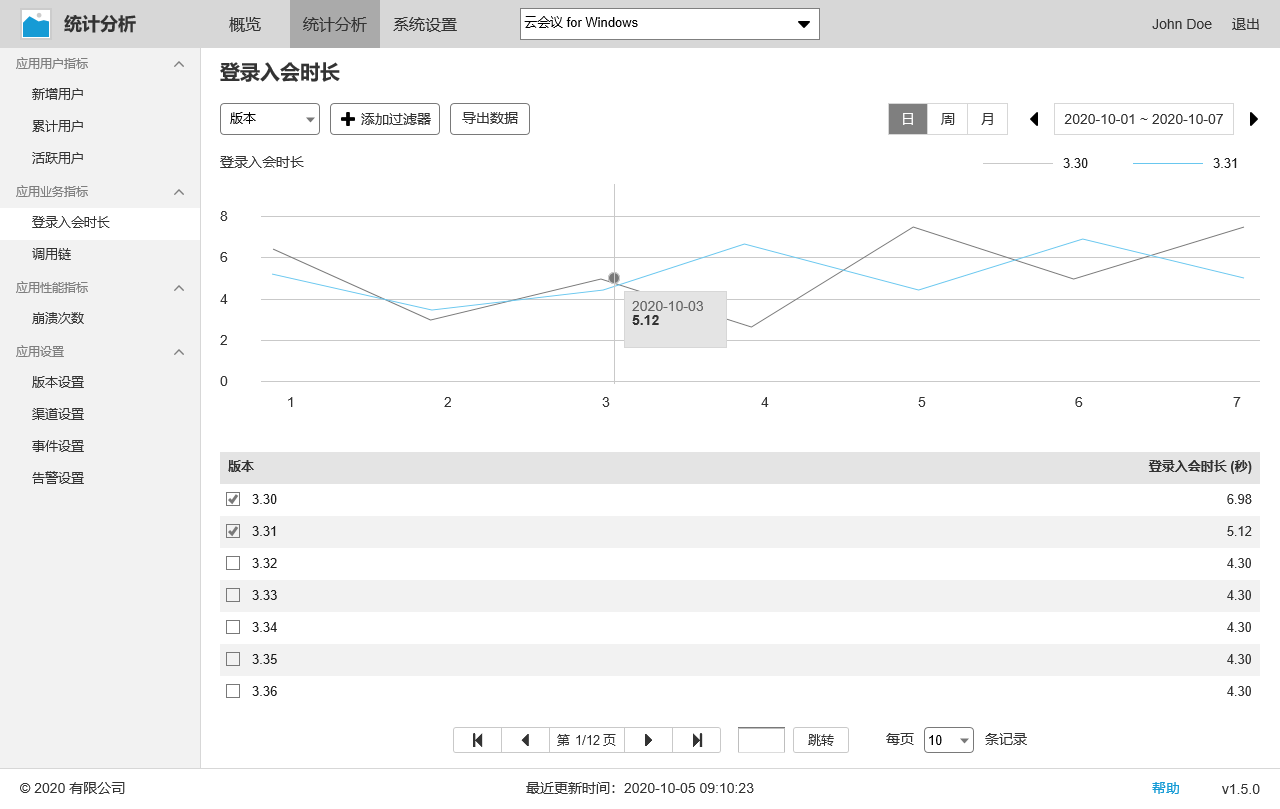 统计分析 概览 统计分析 系统设置 云会议 for Windows John Doe 退出
应用用户指标
新增用户
累计用户
活跃用户
应用业务指标
登录入会时长
调用链
应用性能指标
崩溃次数
应用设置
版本设置
渠道设置
事件设置
告警设置
登录入会时长
版本 添加过滤器 导出数据 日 周 月 2020-10-01 ~ 2020-10-07
登录入会时长 3.30 3.31
8
6
4
2
0
2020-10-03
5.12
1 2 3 4 5 6 7
版本 登录入会时长 (秒)
3.30 6.98
3.31 5.12
3.32 4.30
3.33 4.30
3.34 4.30
3.35 4.30
3.36 4.30
第 1/12 页 跳转 每页 10 条记录
© 2020 有限公司 最近更新时间：2020-10-05 09:10:23 帮助 v1.5.0